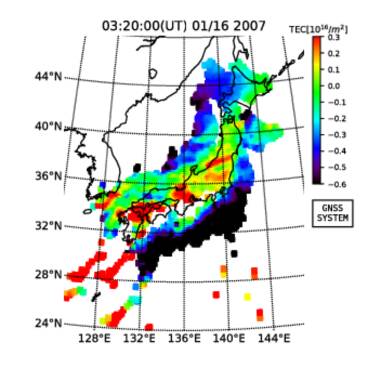 03:20:00(UT) 01/16 2007
TEC[10¹⁶/m²]
0.3
0.2
0.1
0.0
−0.1
−0.2
−0.3
−0.4
−0.5
−0.6
GNSS
SYSTEM
44°N
40°N
36°N
32°N
28°N
24°N
128°E 132°E 136°E 140°E 144°E